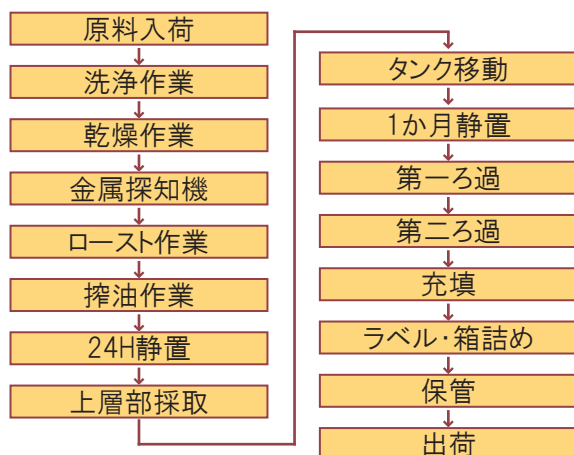 原料入荷
洗浄作業
乾燥作業
金属探知機
ロースト作業
搾油作業
24H静置
上層部採取
タンク移動
1か月静置
第一ろ過
第二ろ過
充填
ラベル・箱詰め
保管
出荷